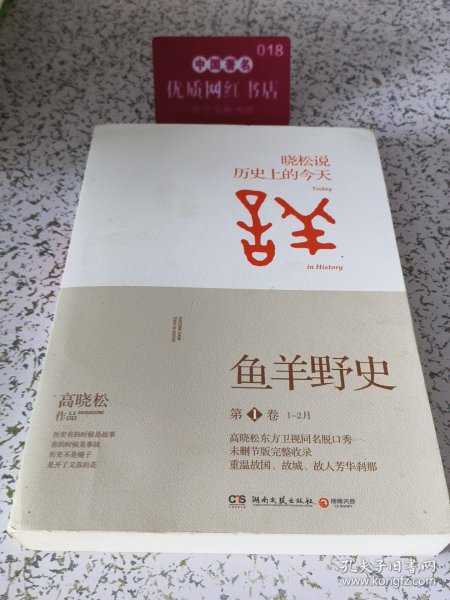 018
中国著名
优质网红书店
晓松说
历史上的今天
Today
in History
鱼羊野史
第1卷 1-2月
高晓松
作品
历史有的时候是故事
有的时候是事故
历史不是镜子
是开了又落的花
高晓松东方卫视同名脱口秀
未删节版完整收录
重温故国、故城、故人芳华刹那
湖南文艺出版社
博集天卷
CS-BOOKY
孔夫子旧书网
www.kongfz.com